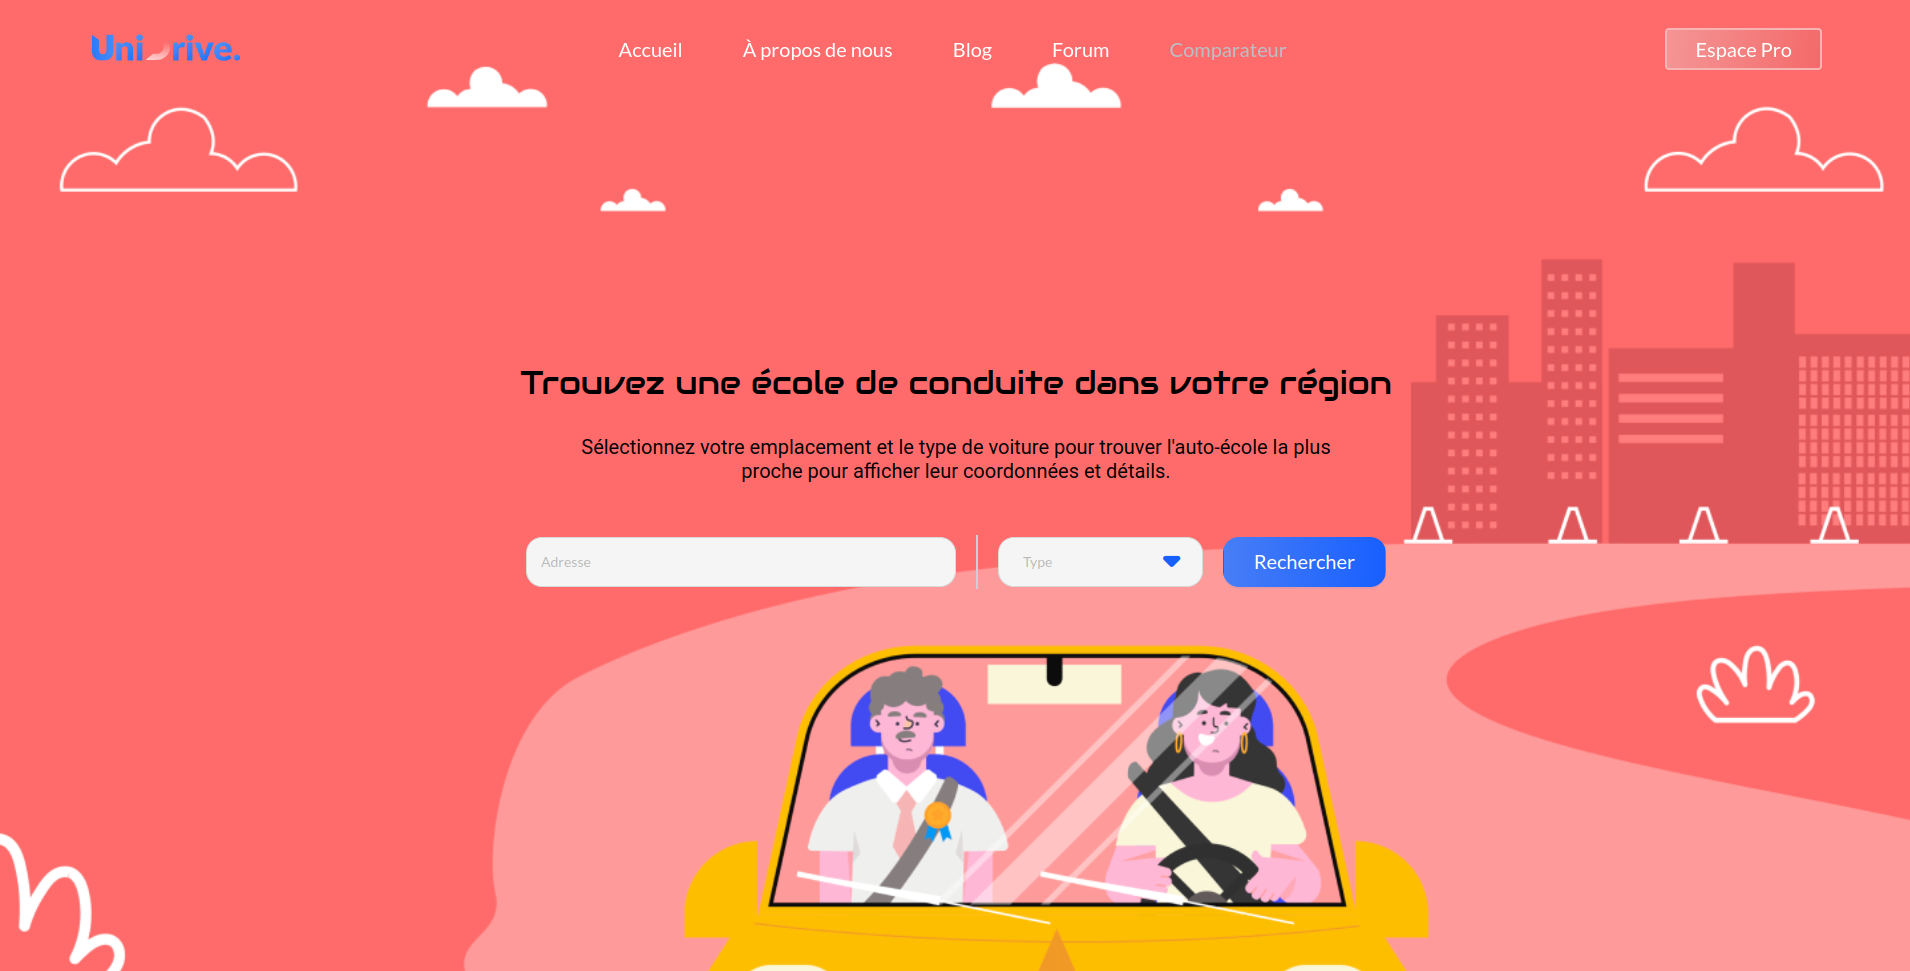 UniDrive.
Accueil
À propos de nous
Blog
Forum
Comparateur
Espace Pro
Trouvez une école de conduite dans votre région
Sélectionnez votre emplacement et le type de voiture pour trouver l'auto-école la plus
proche pour afficher leur coordonnées et détails.
Adresse
Type
Rechercher